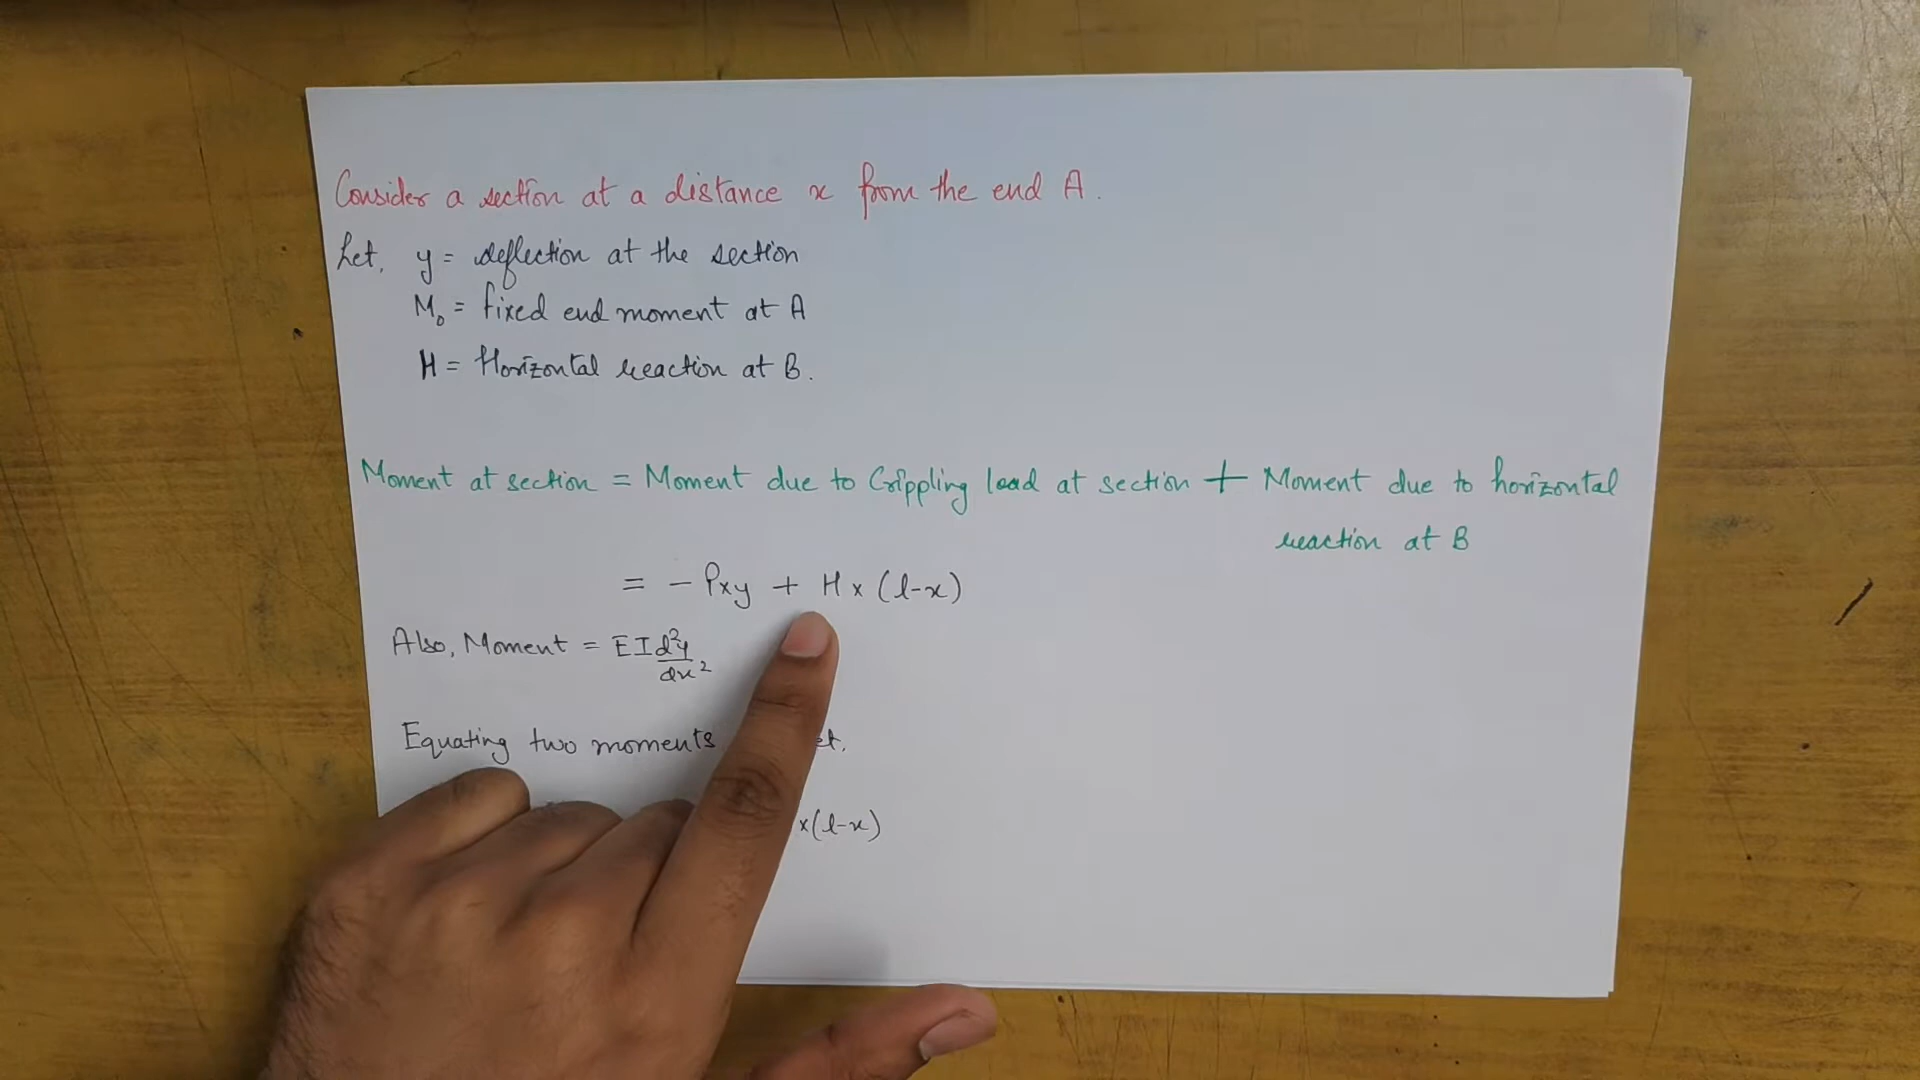 Consider a section at a distance x from the end A.
Let, y = deflection at the section
M₀ = fixed end moment at A
H = Horizontal reaction at B.
Moment at section = Moment due to Crippling load at section + Moment due to horizontal
reaction at B
= - P×y + H × (l-x)
Also, Moment = EI d²y/dx²
Equating two moments
×(l-x)